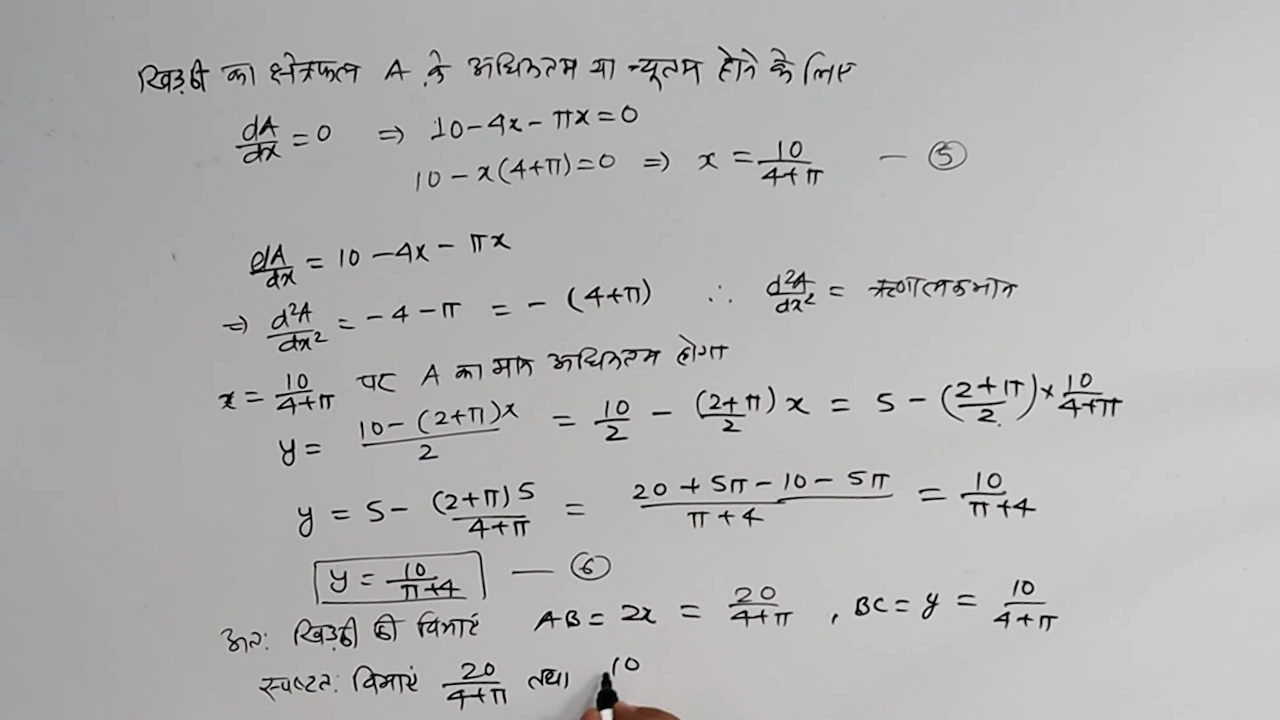 खिड़की का क्षेत्रफल A के अधिकतम या न्यूतम होने के लिए
dA/dx = 0 ⇒ 10 - 4x - πx = 0
10 - x(4+π) = 0 ⇒ x = 10/(4+π) — ⑤
dA/dx = 10 - 4x - πx
⇒ d²A/dx² = -4 - π = -(4+π) ∴ d²A/dx² = ऋणात्मक मान
x = 10/(4+π) पर A का मान अधिकतम होगा
y = (10 - (2+π)x)/2 = 10/2 - ((2+π)/2) x = 5 - ((2+π)/2) × 10/(4+π)
y = 5 - (2+π)5/(4+π) = (20 + 5π - 10 - 5π)/(π+4) = 10/(π+4)
y = 10/(π+4) — ⑥
अतः खिड़की की विमाएं AB = 2x = 20/(4+π) , BC = y = 10/(4+π)
स्पष्टतः विमाएं 20/(4+π) तथा 10